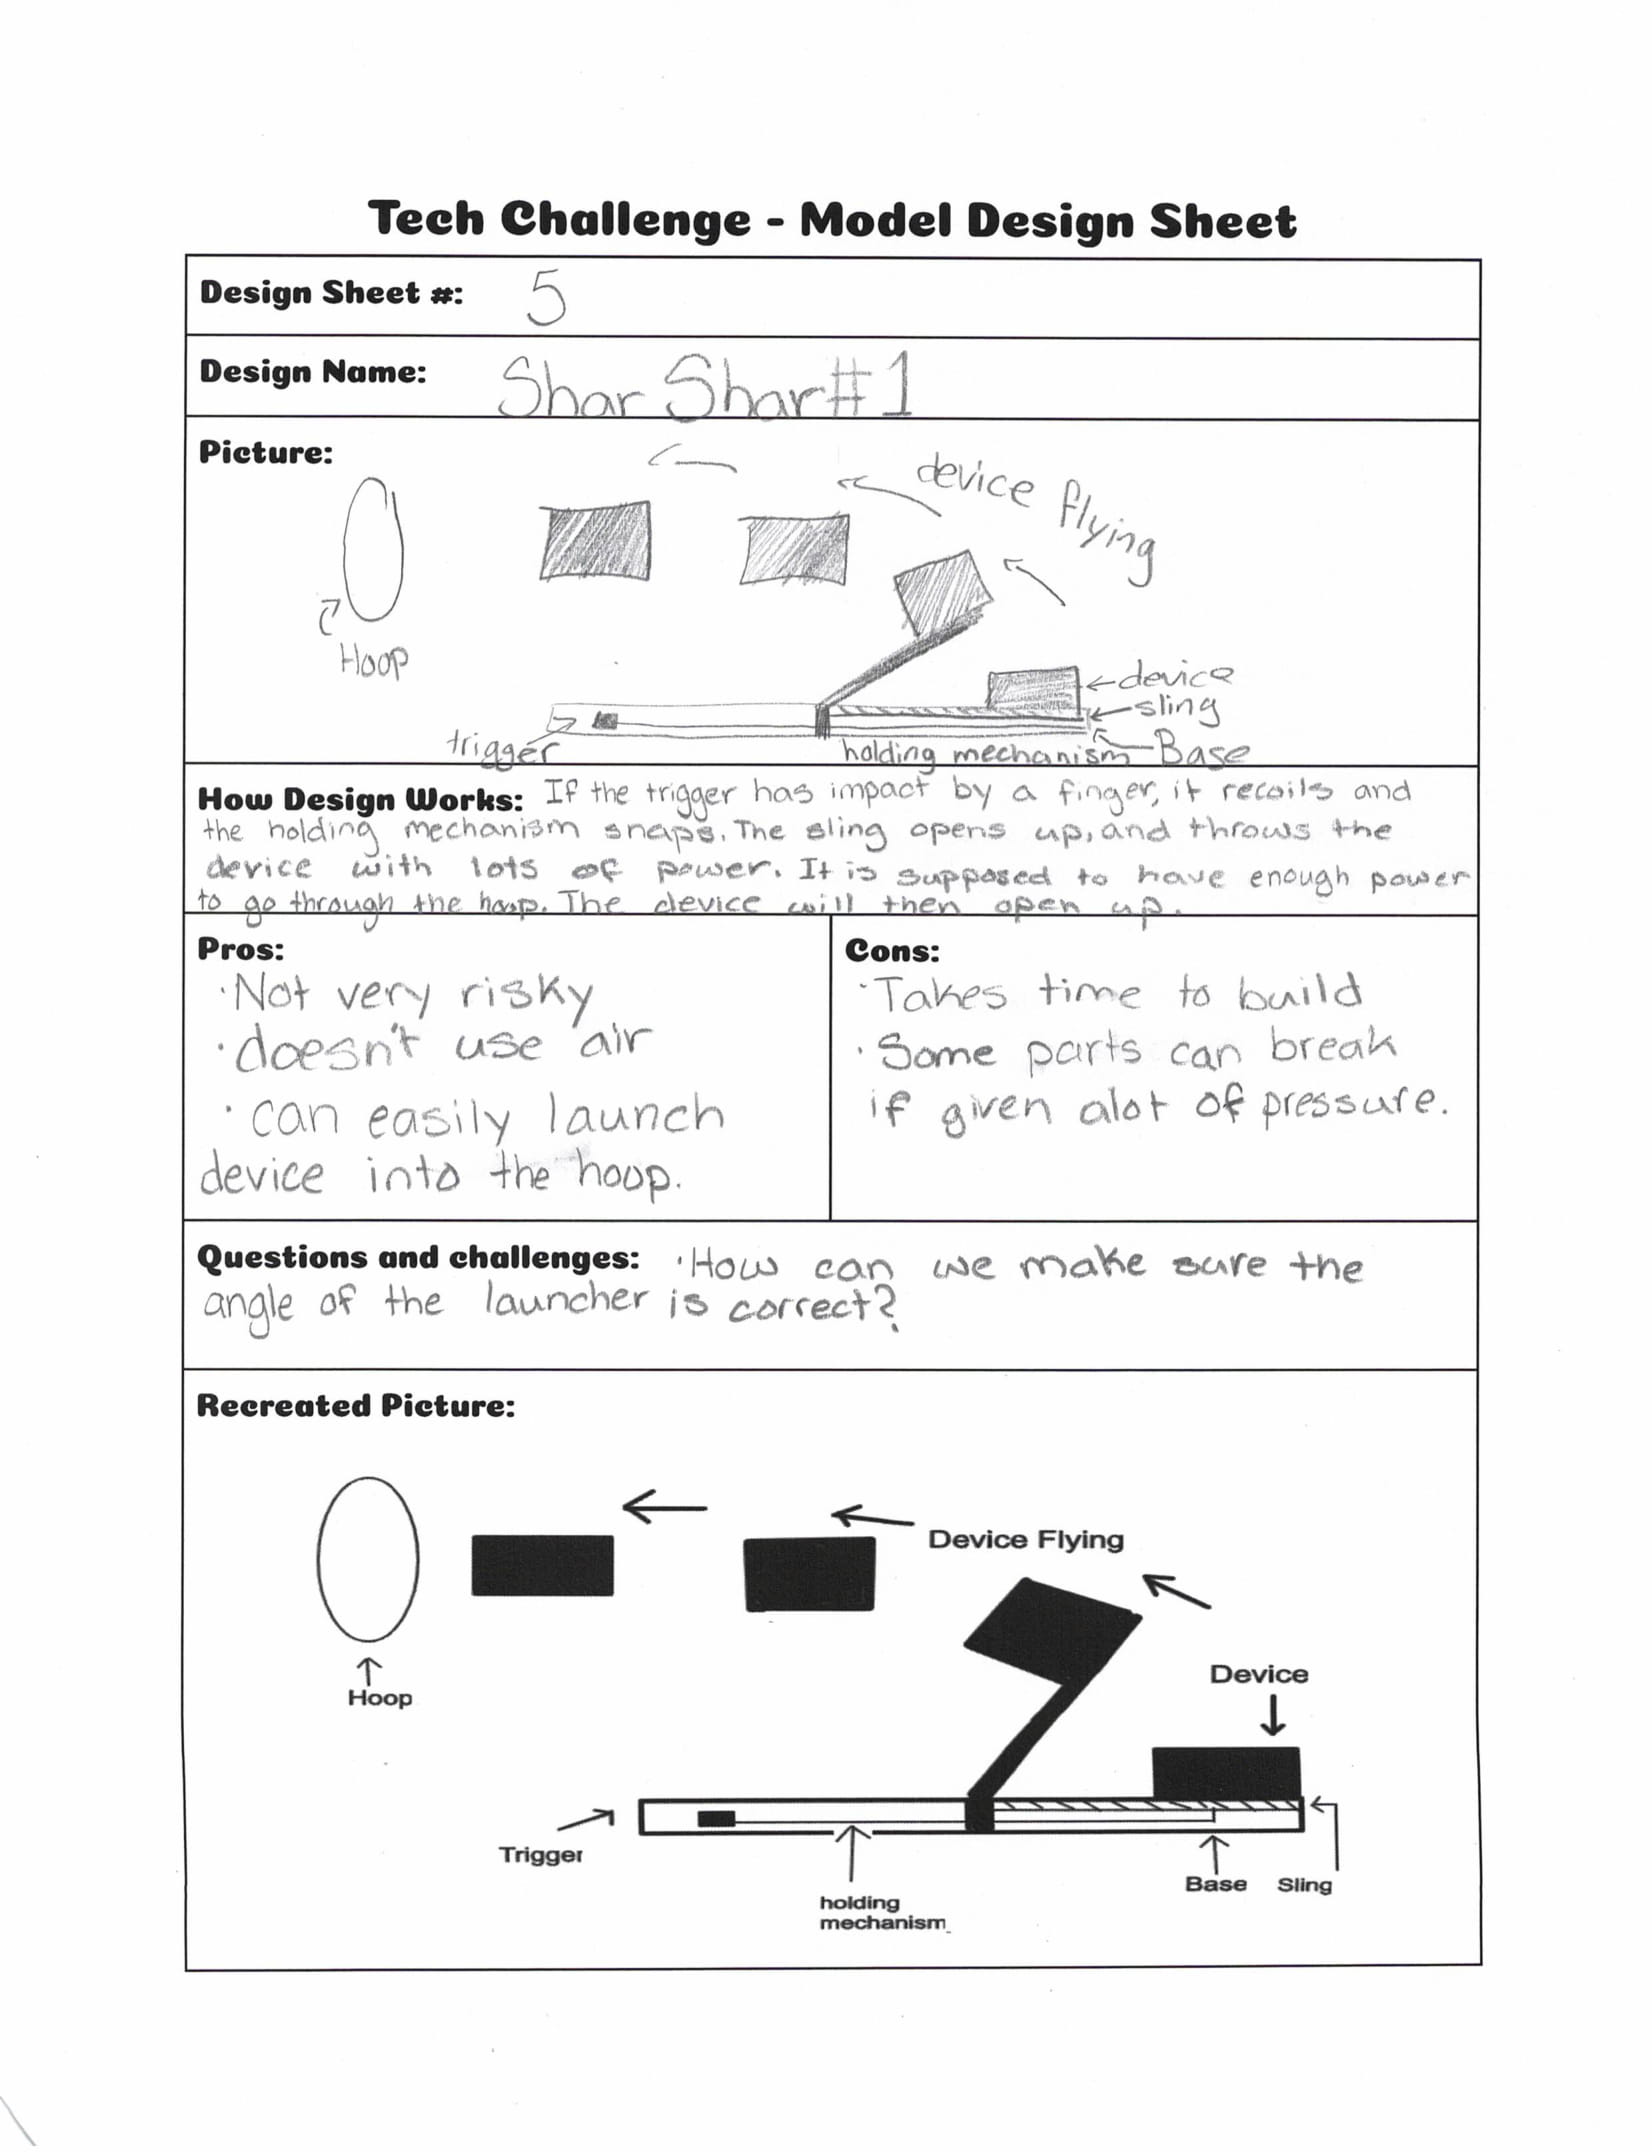 Tech Challenge - Model Design Sheet
Design Sheet #: 5
Design Name: Shar Shar #1
Picture:
device flying
Hoop
device
sling
trigger
holding mechanism
Base
How Design Works: If the trigger has impact by a finger, it recoils and
the holding mechanism snaps. The sling opens up, and throws the
device with lots of power. It is supposed to have enough power
to go through the hoop. The device will then open up.
Pros:
·Not very risky
·doesn't use air
·can easily launch
device into the hoop.
Cons:
·Takes time to build
·Some parts can break
if given alot of pressure.
Questions and challenges: ·How can we make sure the
angle of the launcher is correct?
Recreated Picture:
Device Flying
Hoop
Device
Trigger
holding
mechanism
Base
Sling